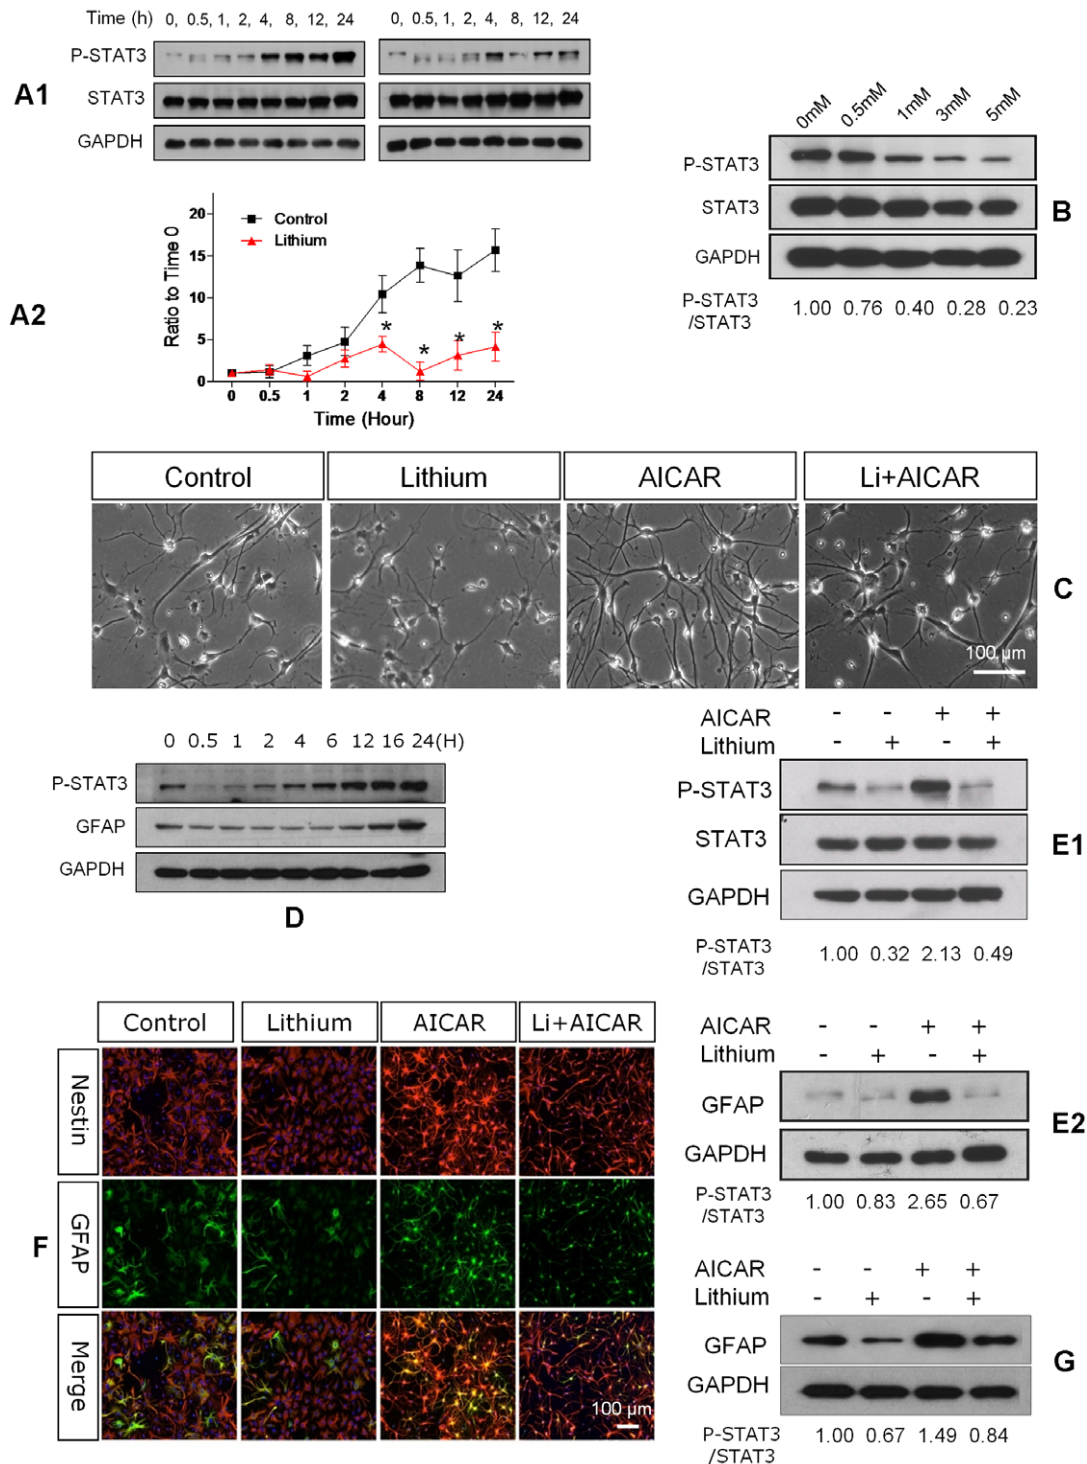 Time (h) 0, 0.5, 1, 2, 4, 8, 12, 24 0, 0.5, 1, 2, 4, 8, 12, 24
P-STAT3
A1
STAT3
GAPDH
0mM 0.5mM 1mM 3mM 5mM
P-STAT3
STAT3
B
GAPDH
P-STAT3
/STAT3
1.00 0.76 0.40 0.28 0.23
A2
Ratio to Time 0
20
15
10
5
0
Control
Lithium
* * * *
0 0.5 1 2 4 8 12 24
Time (Hour)
Control Lithium AICAR Li+AICAR
C
100 µm
0 0.5 1 2 4 6 12 16 24(H)
P-STAT3
GFAP
GAPDH
D
AICAR - - + +
Lithium - + - +
P-STAT3
STAT3
E1
GAPDH
P-STAT3
/STAT3
1.00 0.32 2.13 0.49
AICAR - - + +
Lithium - + - +
GFAP
E2
GAPDH
P-STAT3
/STAT3
1.00 0.83 2.65 0.67
Control Lithium AICAR Li+AICAR
Nestin
GFAP
F
Merge
100 µm
AICAR - - + +
Lithium - + - +
GFAP
G
GAPDH
P-STAT3
/STAT3
1.00 0.67 1.49 0.84